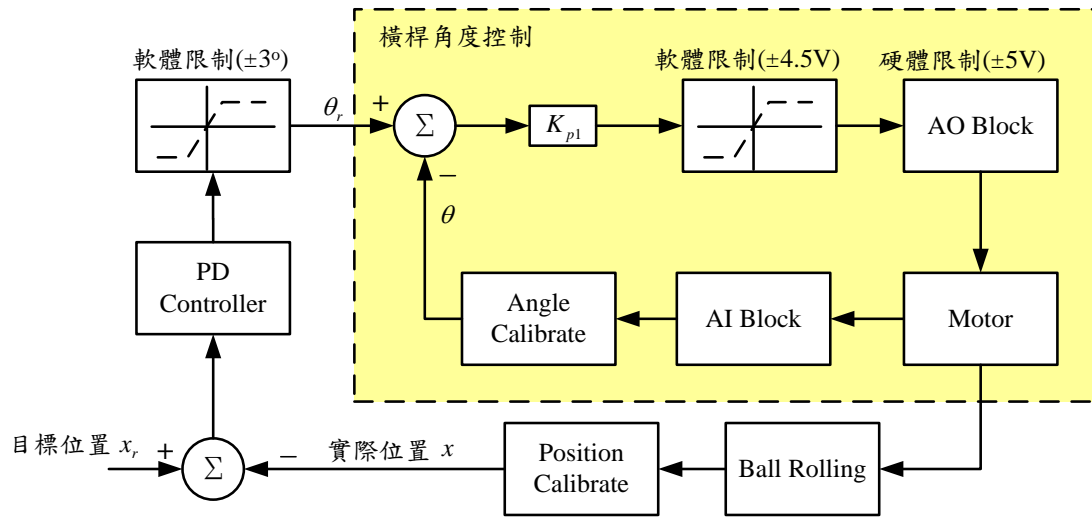 橫桿角度控制
軟體限制(±3°)
軟體限制(±4.5V)
硬體限制(±5V)
θr
+
Σ
Kp1
AO Block
−
θ
PD
Controller
Angle
Calibrate
AI Block
Motor
目標位置 xr
+
Σ
−
實際位置 x
Position
Calibrate
Ball Rolling